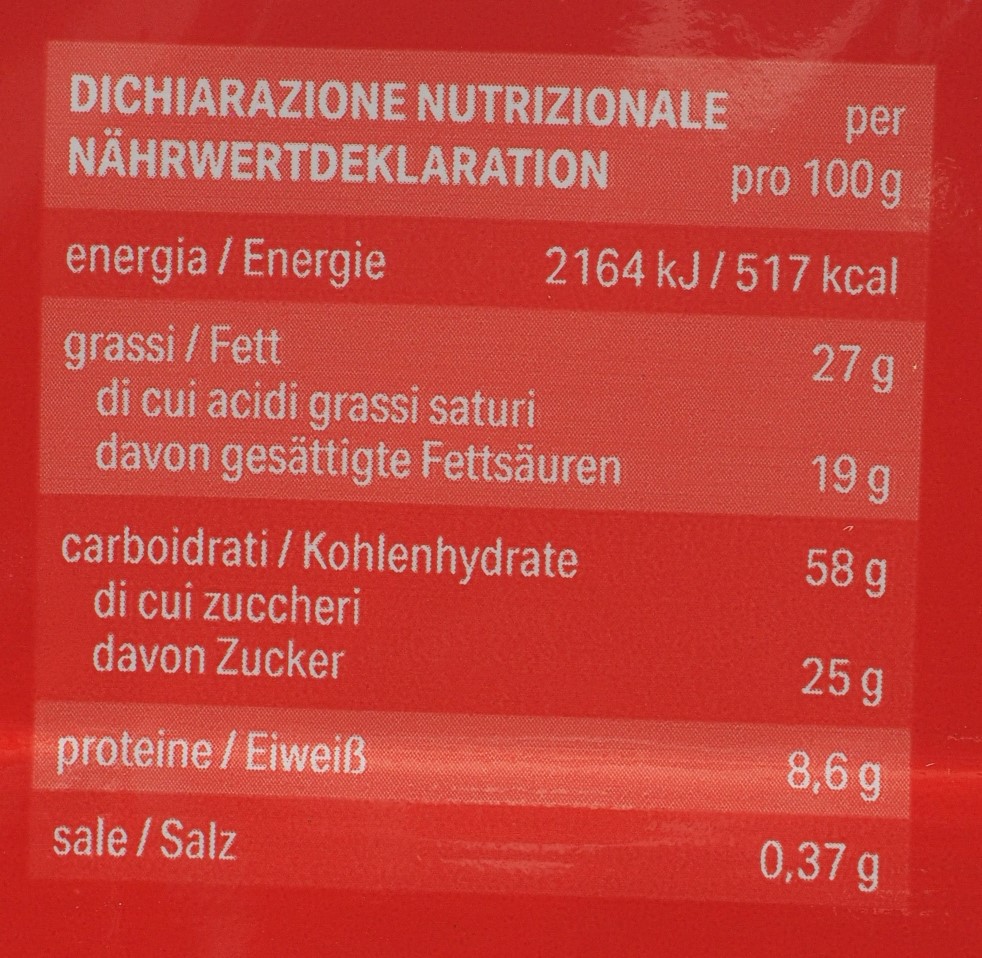 DICHIARAZIONE NUTRIZIONALE per
NÄHRWERTDEKLARATION pro 100 g
energia / Energie 2164 kJ / 517 kcal
grassi / Fett 27 g
di cui acidi grassi saturi
davon gesättigte Fettsäuren 19 g
carboidrati / Kohlenhydrate 58 g
di cui zuccheri
davon Zucker 25 g
proteine / Eiweiß 8,6 g
sale / Salz 0,37 g